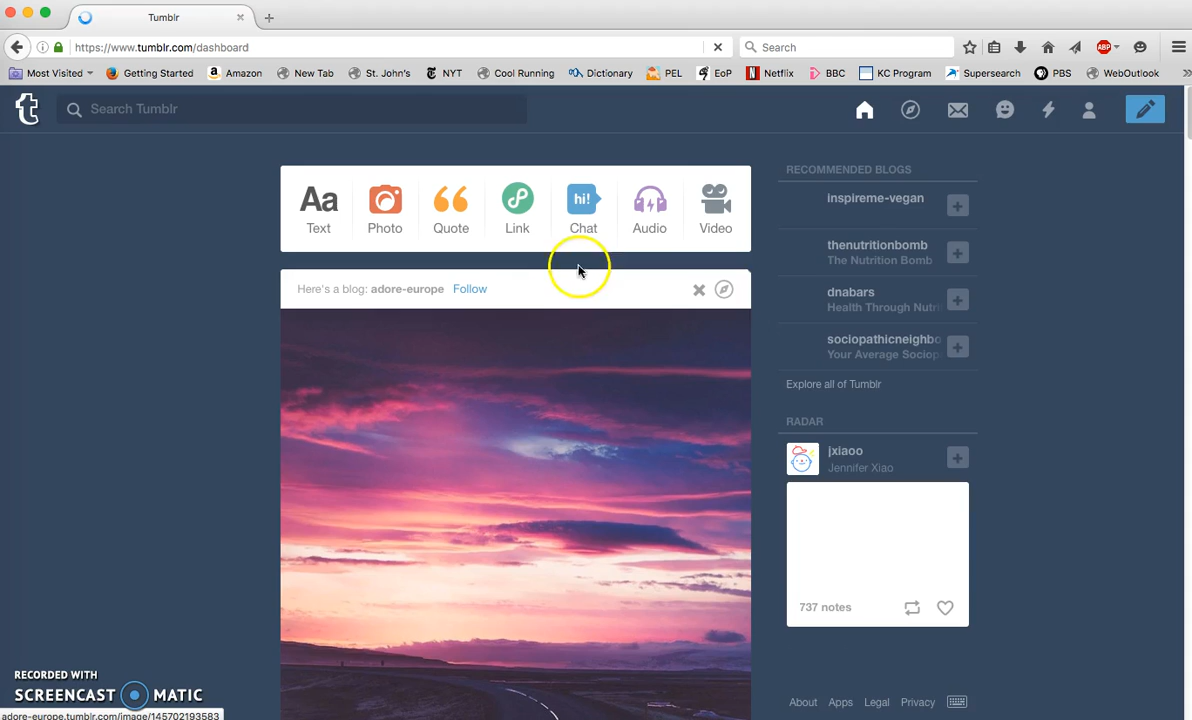 Tumblr
https://www.tumblr.com/dashboard
Search
Most Visited
Getting Started
Amazon
New Tab
St. John's
NYT
Cool Running
Dictionary
PEL
EoP
Netflix
BBC
KC Program
Supersearch
PBS
WebOutlook
t
Search Tumblr
Aa
Text
Photo
Quote
Link
hi!
Chat
Audio
Video
Here's a blog: adore-europe Follow
RECOMMENDED BLOGS
inspireme-vegan
thenutritionbomb
The Nutrition Bomb
dnabars
Health Through Nutri
sociopathicneighbo
Your Average Sociop
Explore all of Tumblr
RADAR
jxiaoo
Jennifer Xiao
737 notes
About Apps Legal Privacy
RECORDED WITH
SCREENCAST MATIC
adore-europe.tumblr.com/image/145702193583